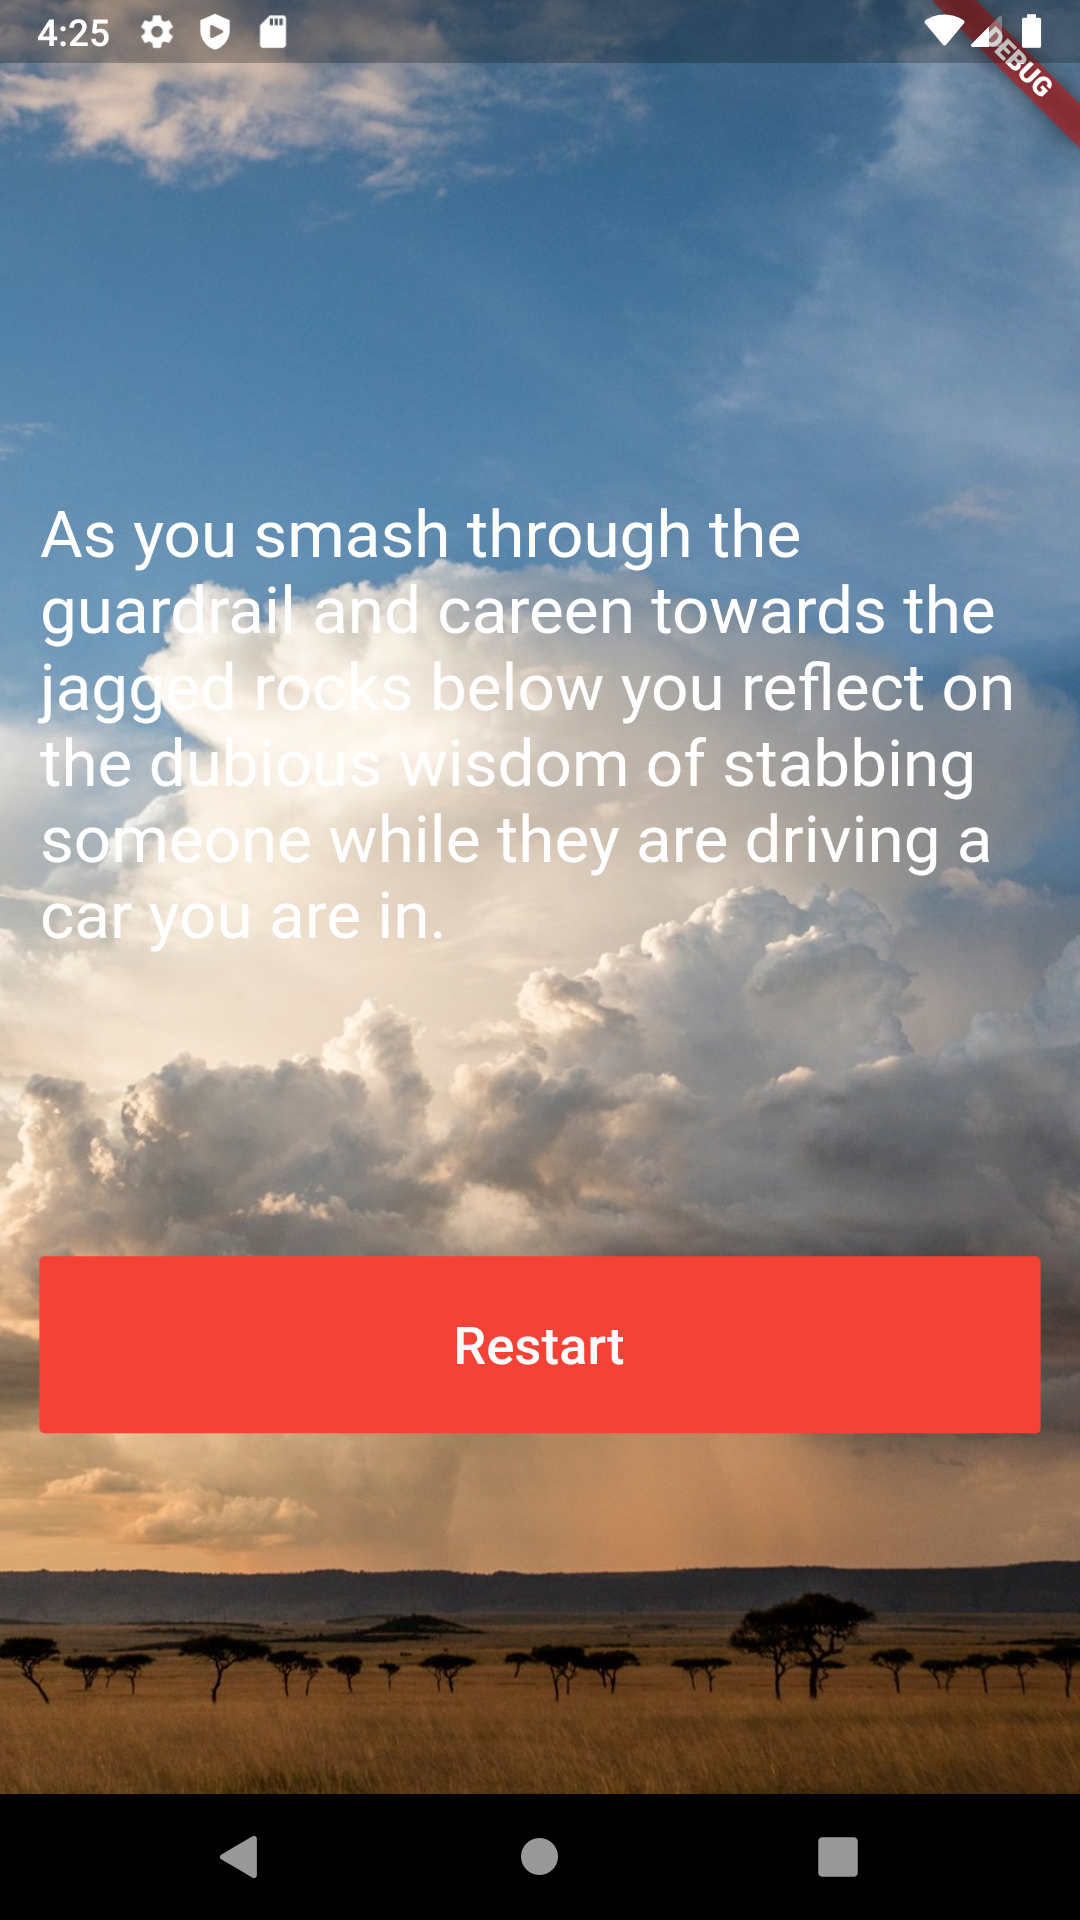 4:25
DEBUG
As you smash through the
guardrail and careen towards the
jagged rocks below you reflect on
the dubious wisdom of stabbing
someone while they are driving a
car you are in.
Restart